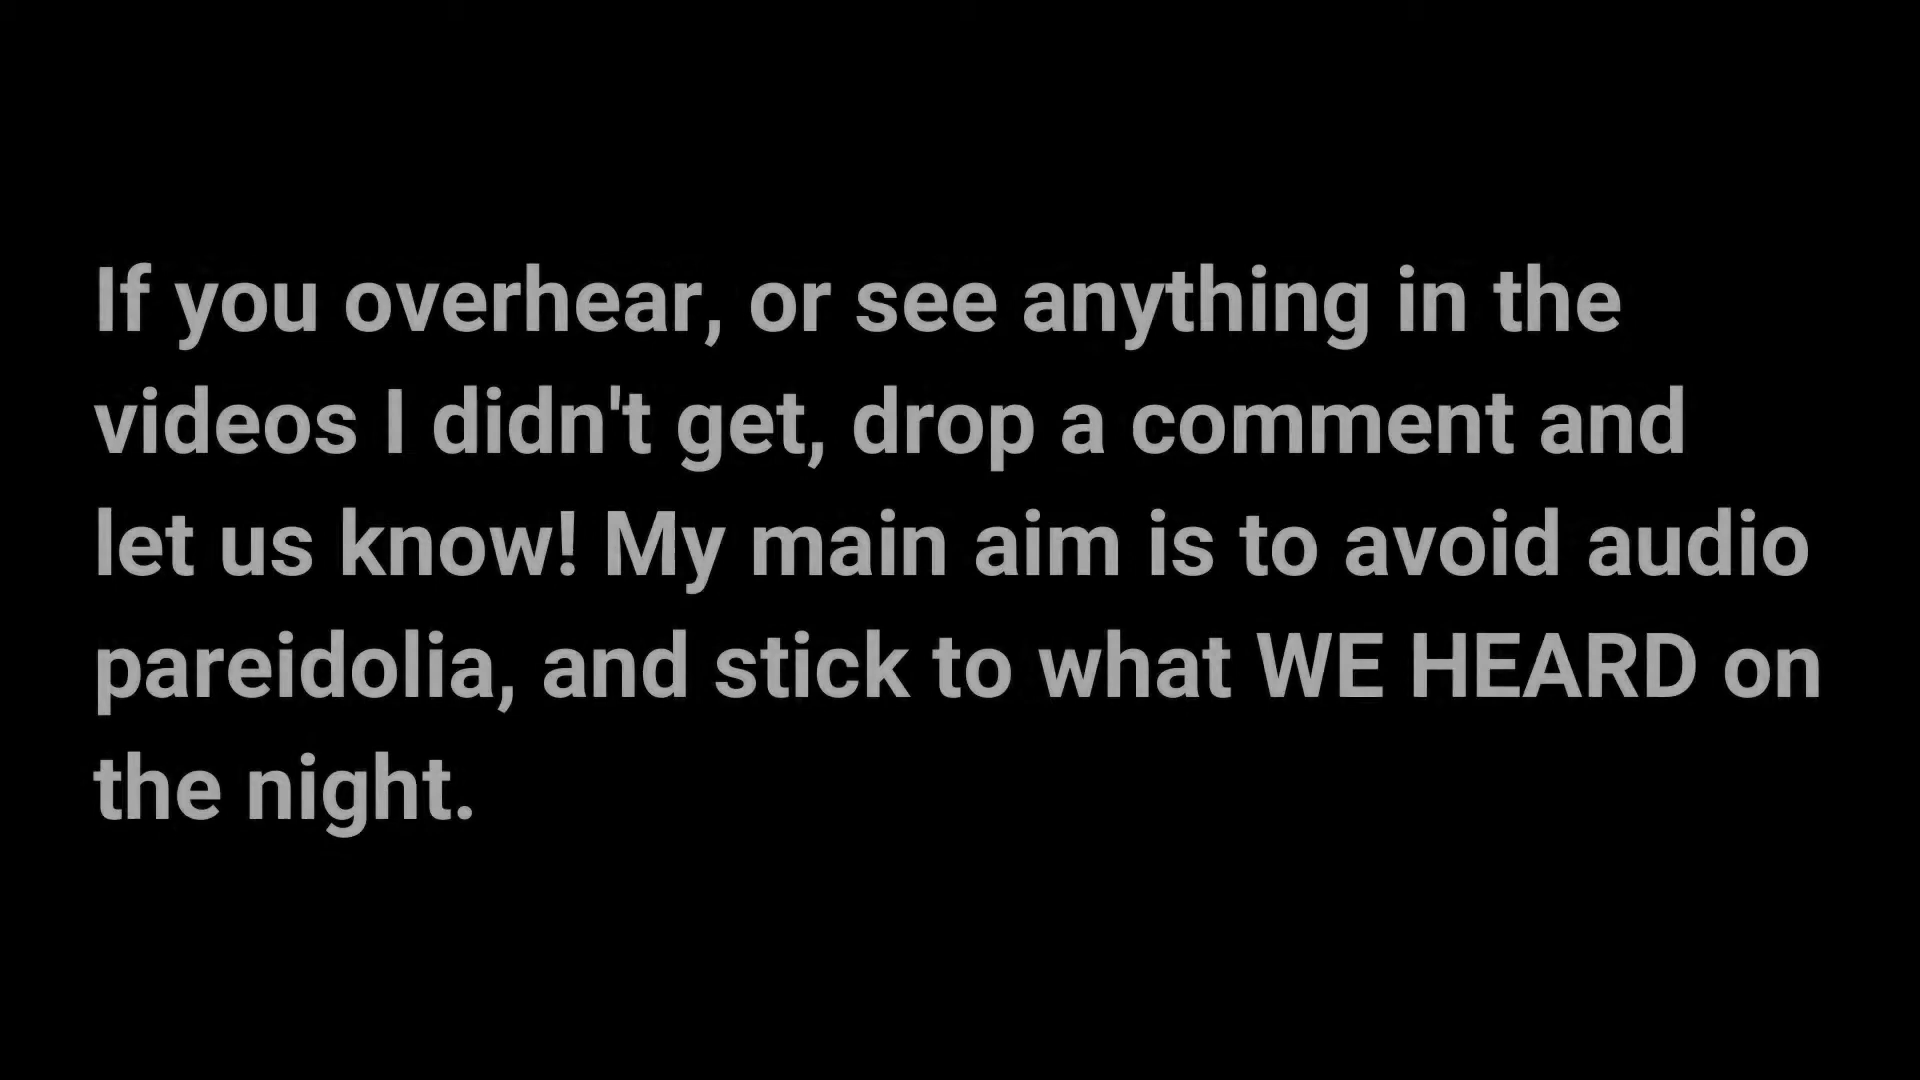 If you overhear, or see anything in the
videos I didn't get, drop a comment and
let us know! My main aim is to avoid audio
pareidolia, and stick to what WE HEARD on
the night.